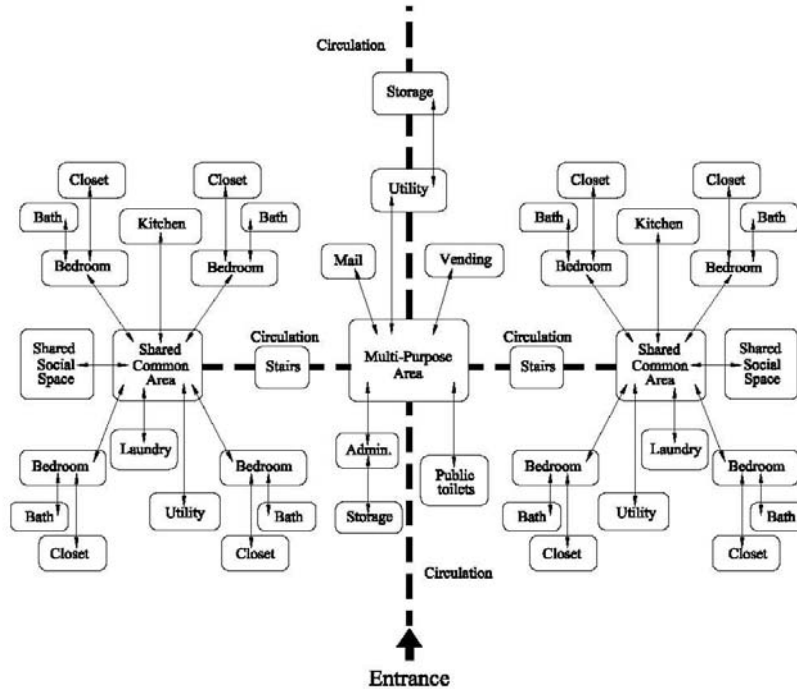 Circulation
Storage
Closet
Closet
Utility
Closet
Closet
Bath
Kitchen
Bath
Bath
Kitchen
Bath
Bedroom
Bedroom
Mail
Vending
Bedroom
Bedroom
Shared
Social
Space
Shared
Common
Area
Circulation
Stairs
Multi-Purpose
Area
Circulation
Stairs
Shared
Common
Area
Shared
Social
Space
Bedroom
Laundry
Bedroom
Admin.
Public
toilets
Bedroom
Laundry
Bedroom
Bath
Utility
Bath
Storage
Bath
Utility
Bath
Closet
Closet
Closet
Closet
Circulation
Entrance